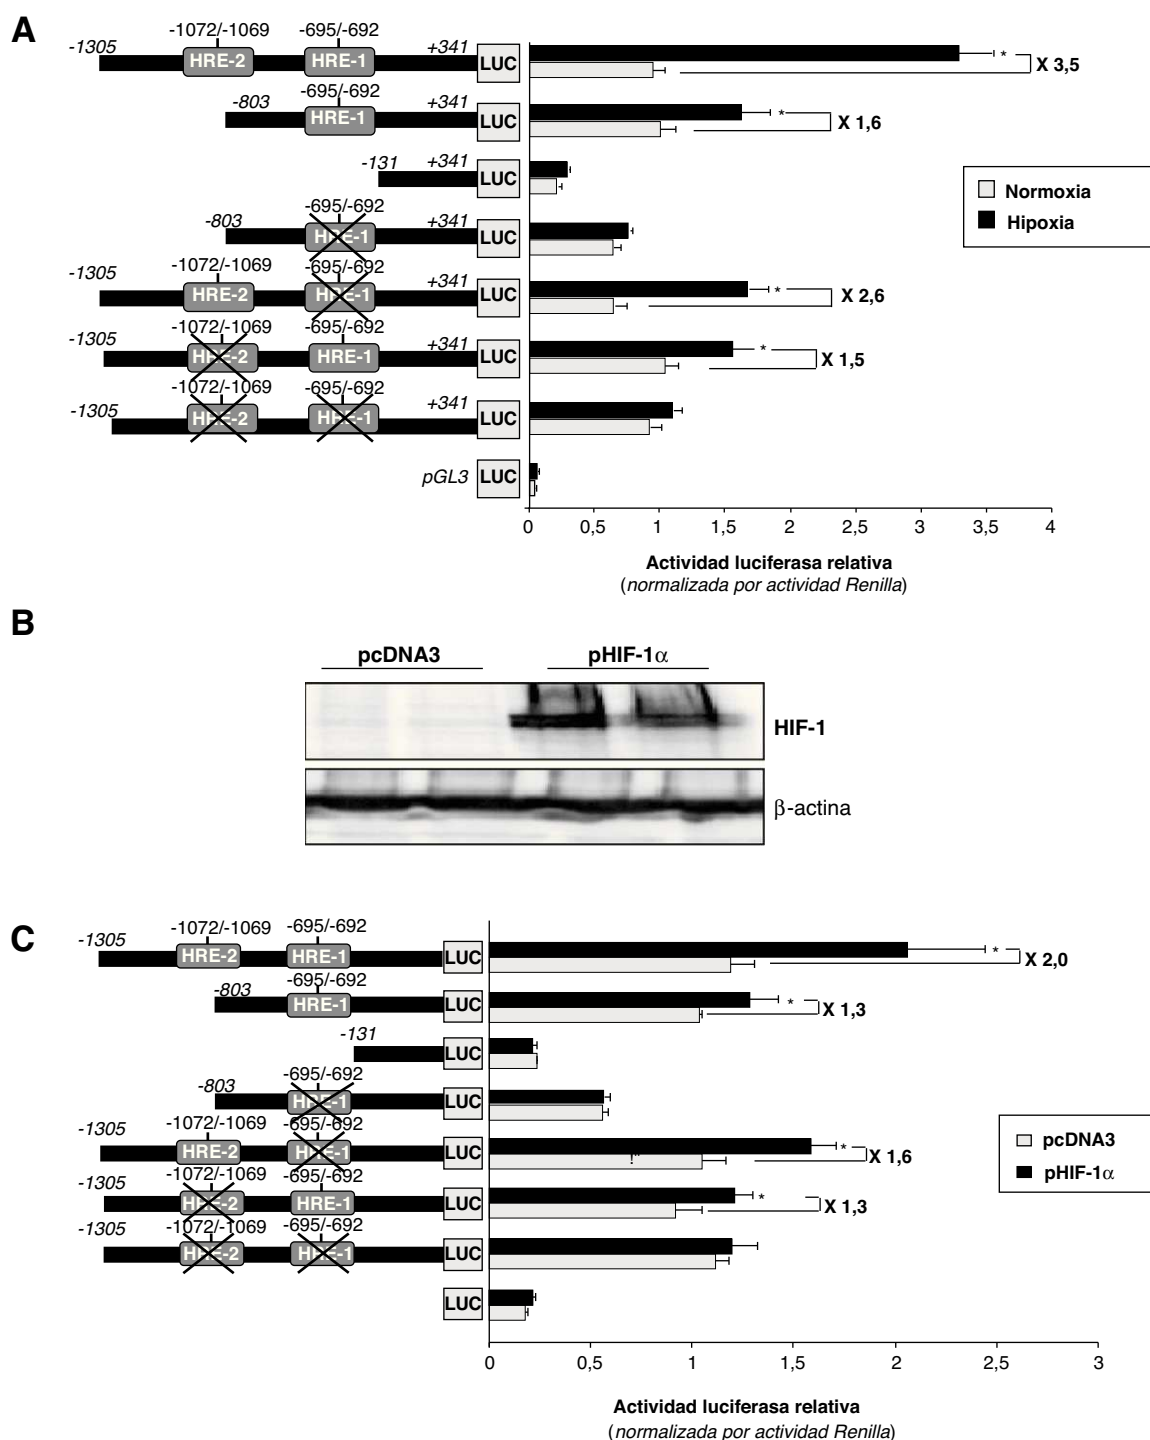 A
-1305
-1072/-1069
-695/-692
+341
HRE-2
HRE-1
LUC
*
X 3,5
-803
-695/-692
+341
HRE-1
LUC
*
X 1,6
-131
+341
LUC
Normoxia
Hipoxia
-803
-695/-692
+341
HRE-1
LUC
-1305
-1072/-1069
-695/-692
+341
HRE-2
HRE-1
LUC
*
X 2,6
-1305
-1072/-1069
-695/-692
+341
HRE-2
HRE-1
LUC
*
X 1,5
-1305
-1072/-1069
-695/-692
+341
HRE-2
HRE-1
LUC
pGL3
LUC
0 0,5 1 1,5 2 2,5 3 3,5 4
Actividad luciferasa relativa
(normalizada por actividad Renilla)
B
pcDNA3 pHIF-1α
HIF-1
β-actina
C
-1305
-1072/-1069
-695/-692
HRE-2
HRE-1
LUC
*
X 2,0
-803
-695/-692
HRE-1
LUC
*
X 1,3
-131
LUC
-803
-695/-692
HRE-1
LUC
pcDNA3
pHIF-1α
-1305
-1072/-1069
-695/-692
HRE-2
HRE-1
LUC
*
X 1,6
-1305
-1072/-1069
-695/-692
HRE-2
HRE-1
LUC
*
X 1,3
-1305
-1072/-1069
-695/-692
HRE-2
HRE-1
LUC
LUC
0 0,5 1 1,5 2 2,5 3
Actividad luciferasa relativa
(normalizada por actividad Renilla)